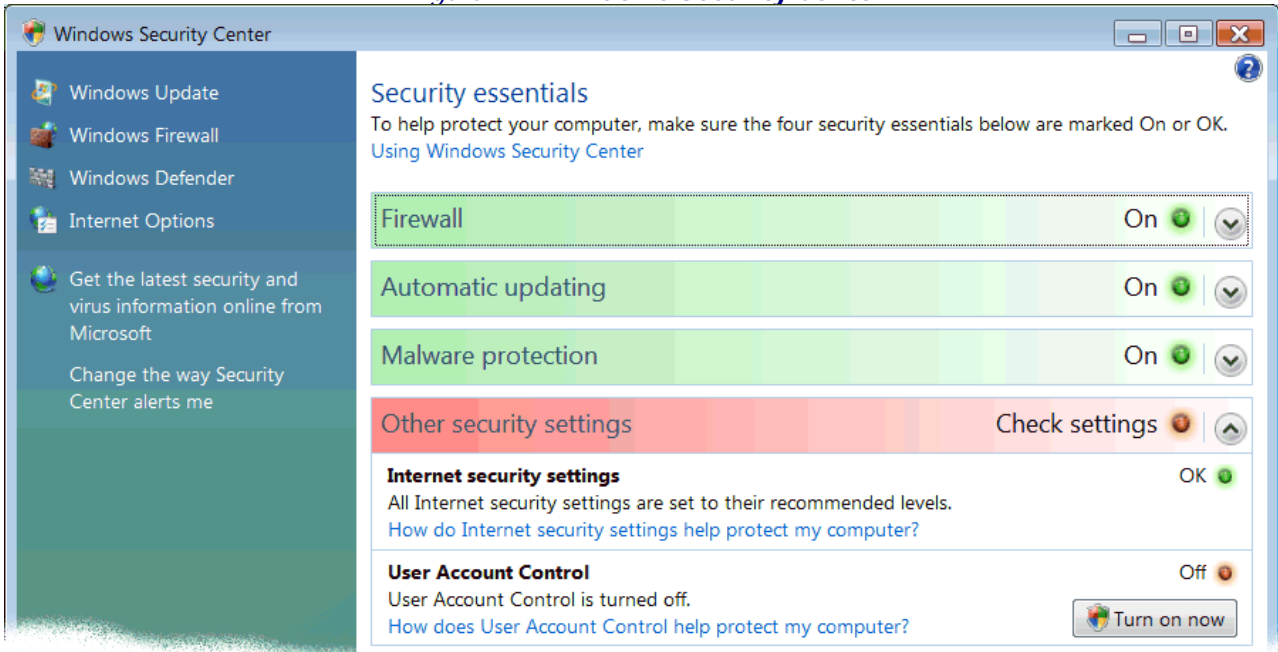 Windows Security Center
Windows Update
Windows Firewall
Windows Defender
Internet Options
Get the latest security and
virus information online from
Microsoft
Change the way Security
Center alerts me
Security essentials
To help protect your computer, make sure the four security essentials below are marked On or OK.
Using Windows Security Center
Firewall On
Automatic updating On
Malware protection On
Other security settings Check settings
Internet security settings OK
All Internet security settings are set to their recommended levels.
How do Internet security settings help protect my computer?
User Account Control Off
User Account Control is turned off.
How does User Account Control help protect my computer?
Turn on now